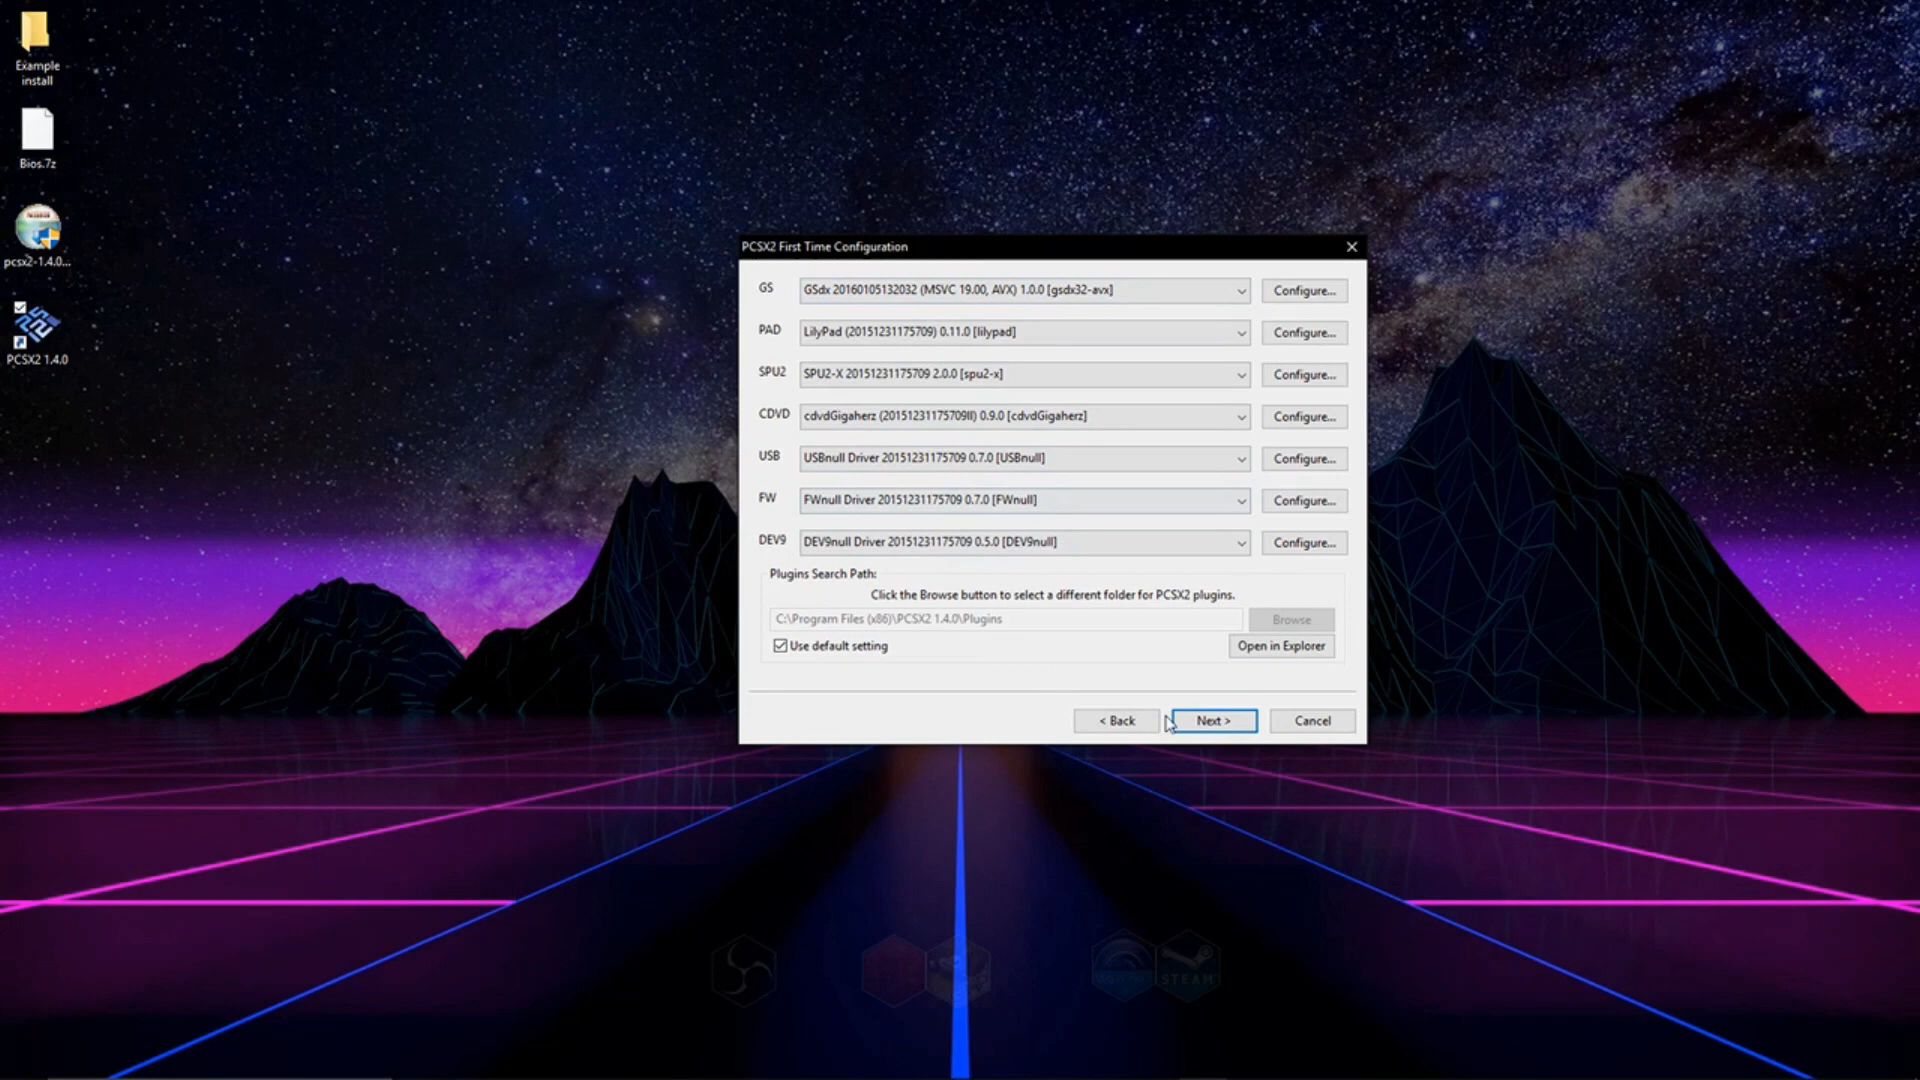 Example
install
Bios.7z
pcsx2-1.4.0...
PCSX2 1.4.0
PCSX2 First Time Configuration
GS
GSdx 20160105132032 (MSVC 19.00, AVX) 1.0.0 [gsdx32-avx]
Configure...
PAD
LilyPad (20151231175709) 0.11.0 [lilypad]
Configure...
SPU2
SPU2-X 20151231175709 2.0.0 [spu2-x]
Configure...
CDVD
cdvdGigaherz (20151231175709II) 0.9.0 [cdvdGigaherz]
Configure...
USB
USBnull Driver 20151231175709 0.7.0 [USBnull]
Configure...
FW
FWnull Driver 20151231175709 0.7.0 [FWnull]
Configure...
DEV9
DEV9null Driver 20151231175709 0.5.0 [DEV9null]
Configure...
Plugins Search Path:
Click the Browse button to select a different folder for PCSX2 plugins.
C:\Program Files (x86)\PCSX2 1.4.0\Plugins
Browse
Use default setting
Open in Explorer
< Back
Next >
Cancel
STEAM